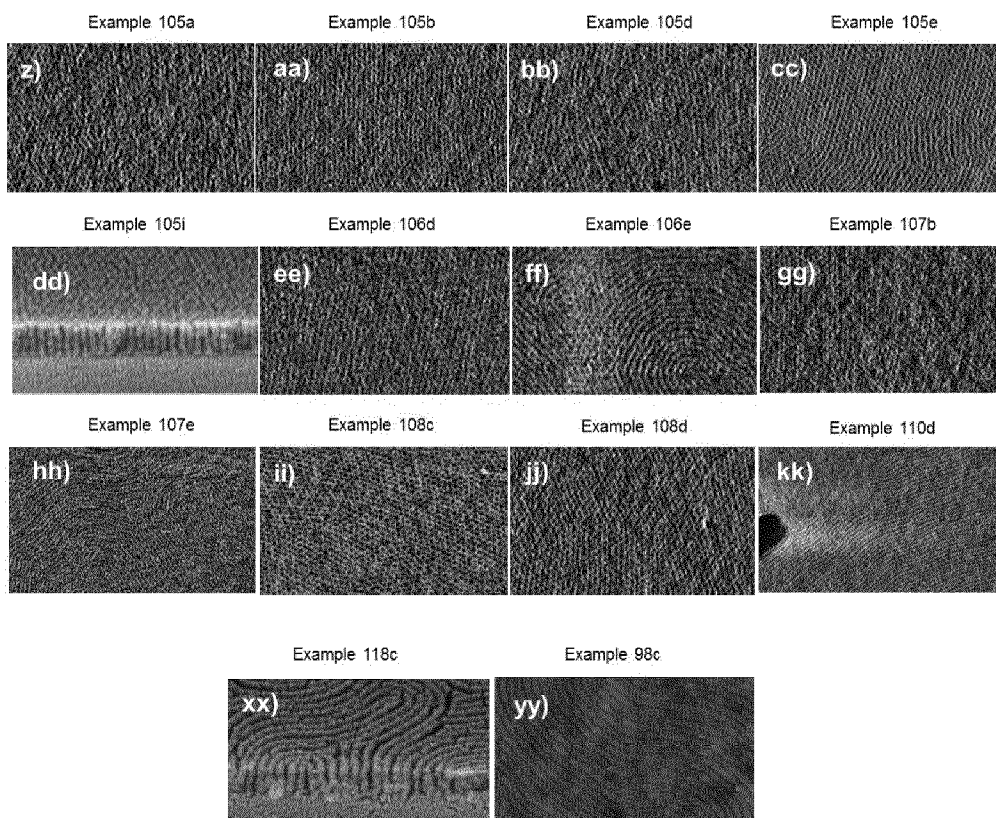 Example 105a Example 105b Example 105d Example 105e
z) aa) bb) cc)
Example 105i Example 106d Example 106e Example 107b
dd) ee) ff) gg)
Example 107e Example 108c Example 108d Example 110d
hh) ii) jj) kk)
Example 118c Example 98c
xx) yy)